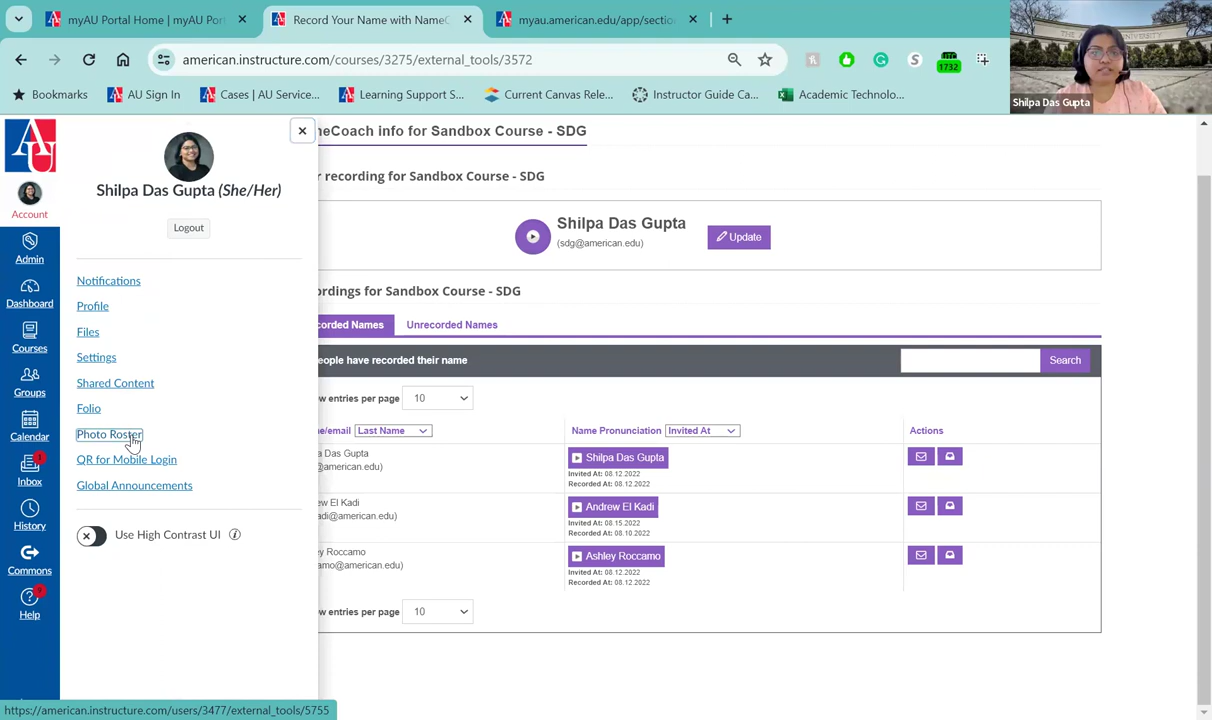 myAU Portal Home | myAU Por
Record Your Name with NameC
myau.american.edu/app/sectio
american.instructure.com/courses/3275/external_tools/3572
1732
Bookmarks
AU Sign In
Cases | AU Service...
Learning Support S...
Current Canvas Rele...
Instructor Guide Ca...
Academic Technolo...
Shilpa Das Gupta
Account
Admin
Dashboard
Courses
Groups
Calendar
Inbox
History
Commons
Help
Shilpa Das Gupta (She/Her)
Logout
Notifications
Profile
Files
Settings
Shared Content
Folio
Photo Roster
QR for Mobile Login
Global Announcements
Use High Contrast UI
meCoach info for Sandbox Course - SDG
r recording for Sandbox Course - SDG
Shilpa Das Gupta
(sdg@american.edu)
Update
ordings for Sandbox Course - SDG
corded Names Unrecorded Names
eople have recorded their name
Search
w entries per page 10
e/email Last Name
Name Pronunciation Invited At
Actions
a Das Gupta
@american.edu)
Shilpa Das Gupta
Invited At: 08.12.2022
Recorded At: 08.12.2022
rew El Kadi
adi@american.edu)
Andrew El Kadi
Invited At: 08.15.2022
Recorded At: 08.10.2022
ey Roccamo
amo@american.edu)
Ashley Roccamo
Invited At: 08.12.2022
Recorded At: 08.12.2022
w entries per page 10
https://american.instructure.com/users/3477/external_tools/5755